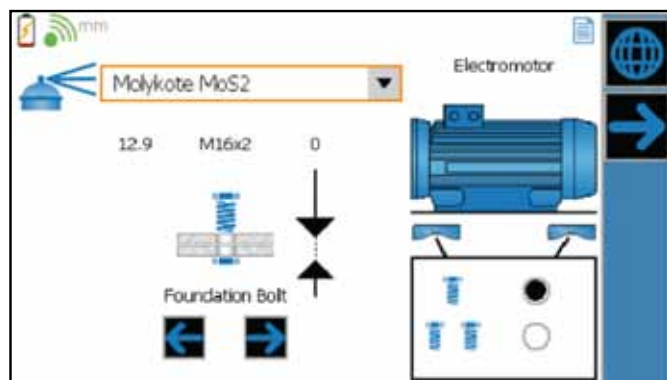 mm
Molykote MoS2
Electromotor
12.9 M16x2 0
Foundation Bolt